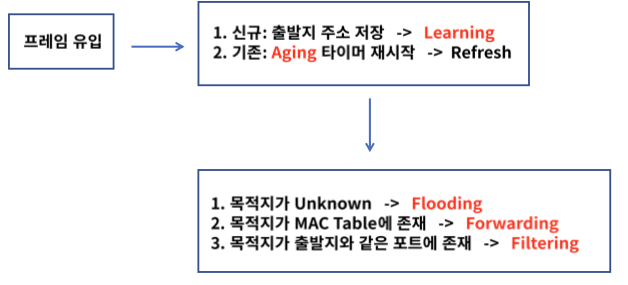 프레임 유입
1. 신규: 출발지 주소 저장 -> Learning
2. 기존: Aging 타이머 재시작 -> Refresh
1. 목적지가 Unknown -> Flooding
2. 목적지가 MAC Table에 존재 -> Forwarding
3. 목적지가 출발지와 같은 포트에 존재 -> Filtering